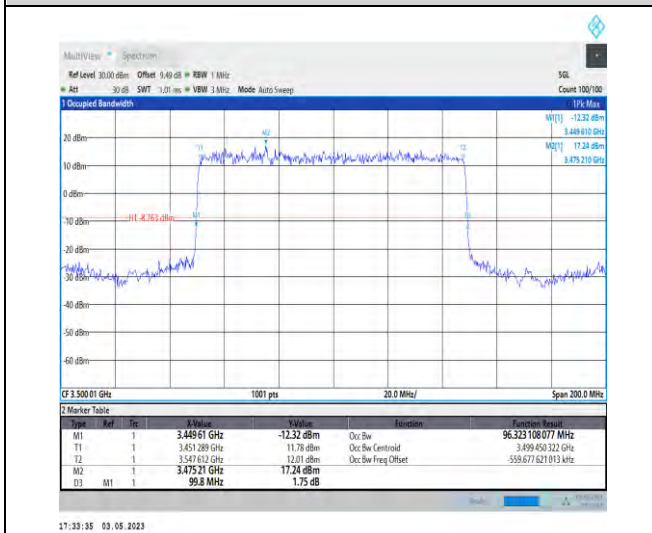 MultiView Spectrum
Ref Level 30.00 dBm Offset 9.49 dB RBW 1 MHz SGL
Att 30 dB SWT 1.01 ms VBW 3 MHz Mode Auto Sweep Count 100/100
1 Occupied Bandwidth 1Pk Max
M1[1] -12.32 dBm
3.449 610 GHz
M2[1] 17.24 dBm
3.475 210 GHz
20 dBm
M2
T1 T2
10 dBm
0 dBm
-10 dBm H1 -8.763 dBm M1
-20 dBm
-30 dBm
-40 dBm
-50 dBm
-60 dBm
CF 3.500 01 GHz 1001 pts 20.0 MHz/ Span 200.0 MHz
2 Marker Table
Type Ref Trc X-Value Y-Value Function Function Result
M1 1 3.449 61 GHz -12.32 dBm Occ Bw 96.323 108 077 MHz
T1 1 3.451 289 GHz 11.78 dBm Occ Bw Centroid 3.499 450 322 GHz
T2 1 3.547 612 GHz 12.01 dBm Occ Bw Freq Offset -559.677 621 013 kHz
M2 1 3.475 21 GHz 17.24 dBm
D3 M1 1 99.8 MHz 1.75 dB
17:33:35 03.05.2023